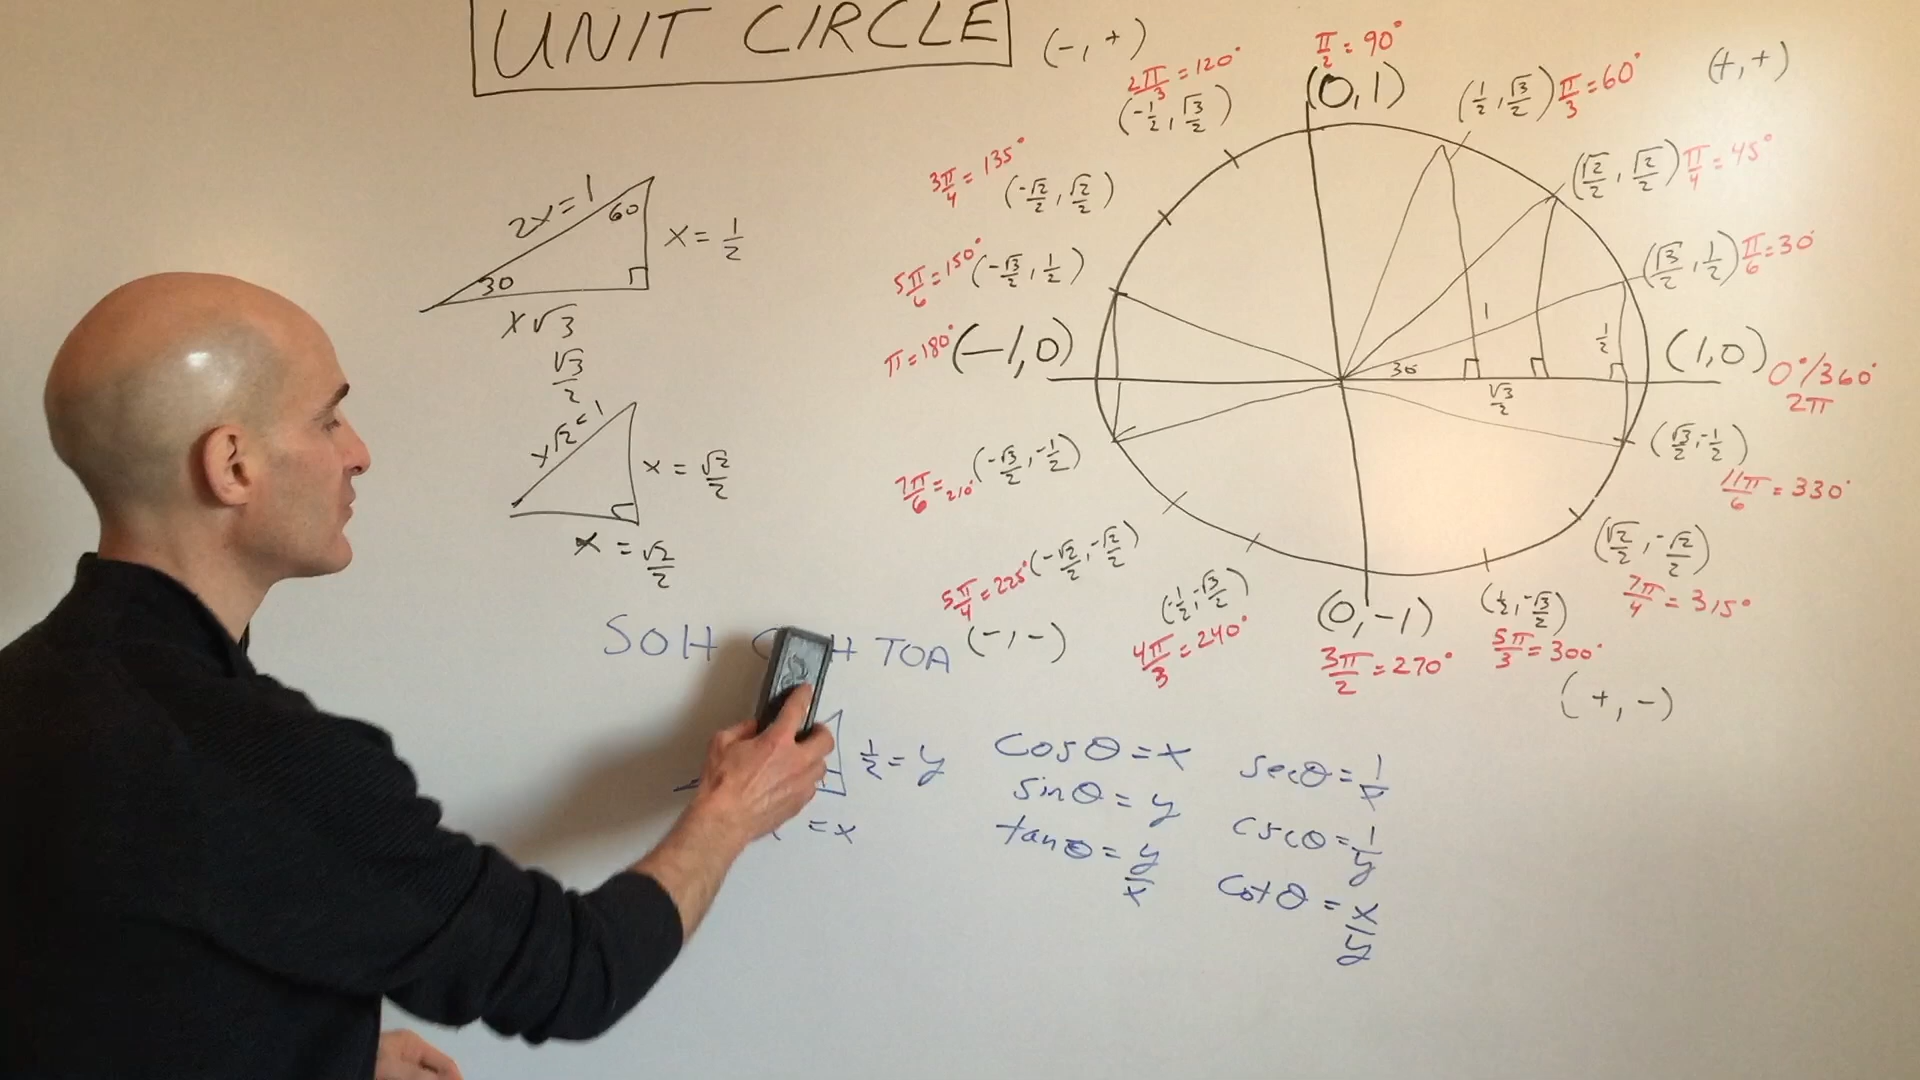 UNIT CIRCLE
(-, +)
(+, +)
2π/3 = 120°
(-1/2, √3/2)
π/2 = 90°
(0,1)
(1/2, √3/2) π/3 = 60°
3π/4 = 135°
(-√2/2, √2/2)
(√2/2, √2/2) π/4 = 45°
5π/6 = 150° (-√3/2, 1/2)
(√3/2, 1/2) π/6 = 30°
π = 180° (-1,0)
(1,0) 0°/360°
2π
1
1/2
30
√3/2
7π/6 = 210° (-√3/2, -1/2)
(√3/2, -1/2)
11π/6 = 330°
5π/4 = 225° (-√2/2, -√2/2)
(√2/2, -√2/2)
7π/4 = 315°
(-1/2, -√3/2)
4π/3 = 240°
(0,-1)
3π/2 = 270°
(1/2, -√3/2)
5π/3 = 300°
(-, -)
(+, -)
2x = 1
60
x = 1/2
30
x√3
√3/2
x√2 = 1
x = √2/2
x = √2/2
SOH
TOA
1/2 = y
= x
cosθ = x
sinθ = y
tanθ = y/x
secθ = 1/x
cscθ = 1/y
cotθ = x/y